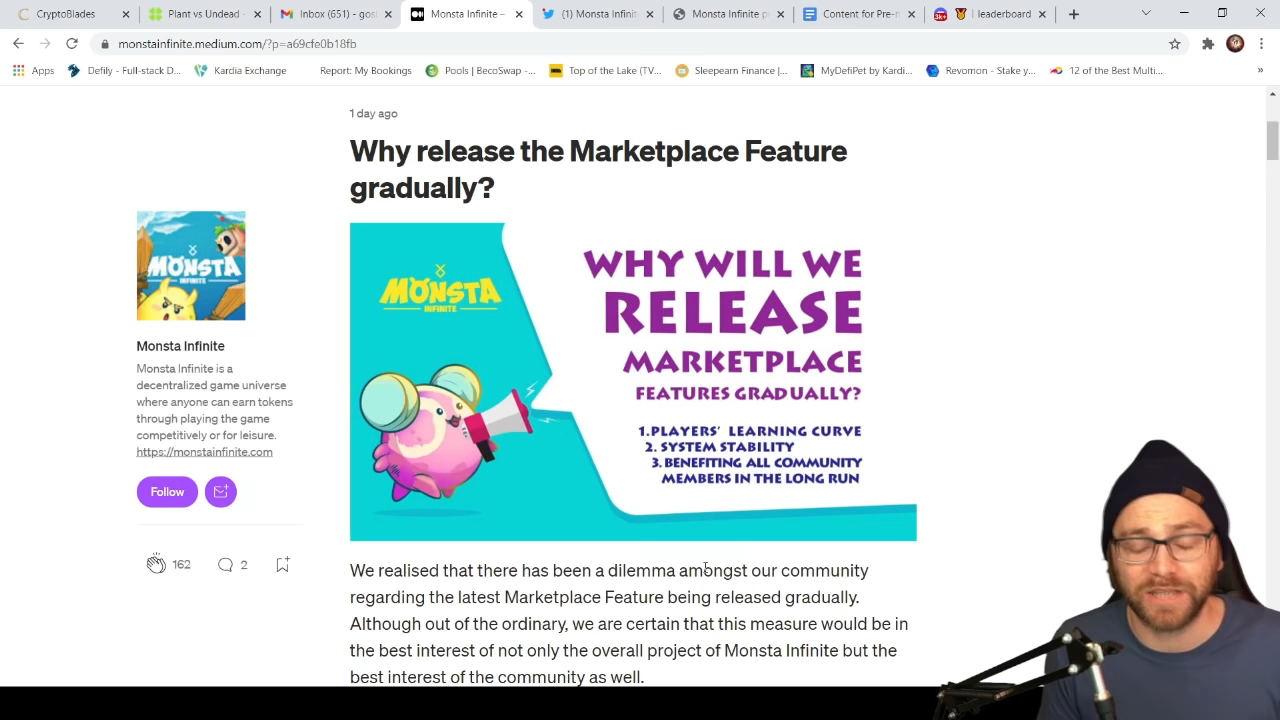 CryptoBlades
Plant vs Undead -
Inbox (651) - gos
Monsta Infinite –
(1) Monsta Infinit
Monsta Infinite p
Content for Pre-n
3k+
leaderboard
monstainfinite.medium.com/?p=a69cfe0b18fb
Apps
Defily - Full-stack D...
Kardia Exchange
Report: My Bookings
Pools | BecoSwap -...
Top of the Lake (TV...
Sleepearn Finance |...
MyDefiPet by Kardi...
Revomon - Stake y...
12 of the Best Multi...
»
1 day ago
Why release the Marketplace Feature
gradually?
MONSTA
INFINITE
MONSTA
INFINITE
WHY WILL WE
RELEASE
MARKETPLACE
FEATURES GRADUALLY?
1.PLAYERS' LEARNING CURVE
2. SYSTEM STABILITY
3. BENEFITING ALL COMMUNITY
MEMBERS IN THE LONG RUN
Monsta Infinite
Monsta Infinite is a
decentralized game universe
where anyone can earn tokens
through playing the game
competitively or for leisure.
https://monstainfinite.com
Follow
162
2
We realised that there has been a dilemma amongst our community
regarding the latest Marketplace Feature being released gradually.
Although out of the ordinary, we are certain that this measure would be in
the best interest of not only the overall project of Monsta Infinite but the
best interest of the community as well.